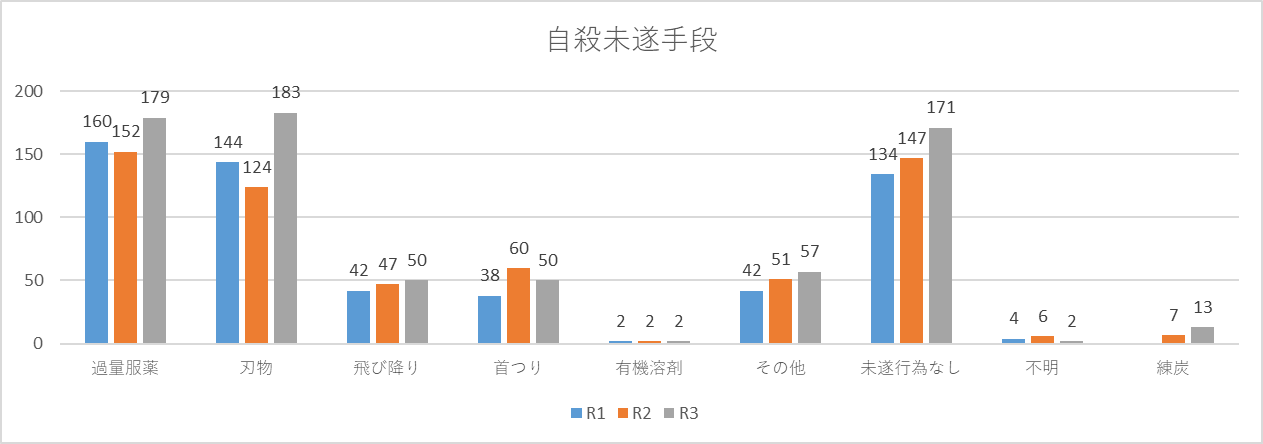 自殺未遂手段
200
150
100
50
0
160 152 179
144 124 183
42 47 50
38 60 50
2 2 2
42 51 57
134 147 171
4 6 2
7 13
過量服薬 刃物 飛び降り 首つり 有機溶剤 その他 未遂行為なし 不明 練炭
R1 R2 R3